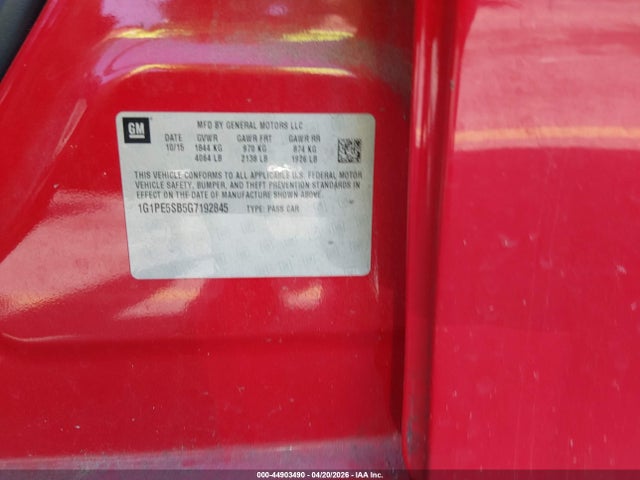 GM
MFD BY GENERAL MOTORS LLC
DATE GVWR GAWR FRT GAWR RR
10/15 1844 KG 970 KG 874 KG
4064 LB 2138 LB 1926 LB
THIS VEHICLE CONFORMS TO ALL APPLICABLE U.S. FEDERAL MOTOR
VEHICLE SAFETY, BUMPER, AND THEFT PREVENTION STANDARDS IN
EFFECT ON THE DATE OF MANUFACTURE SHOWN ABOVE.
1G1PE5SB5G7192845 TYPE: PASS CAR
000-44903490 - 04/20/2026 - IAA Inc.